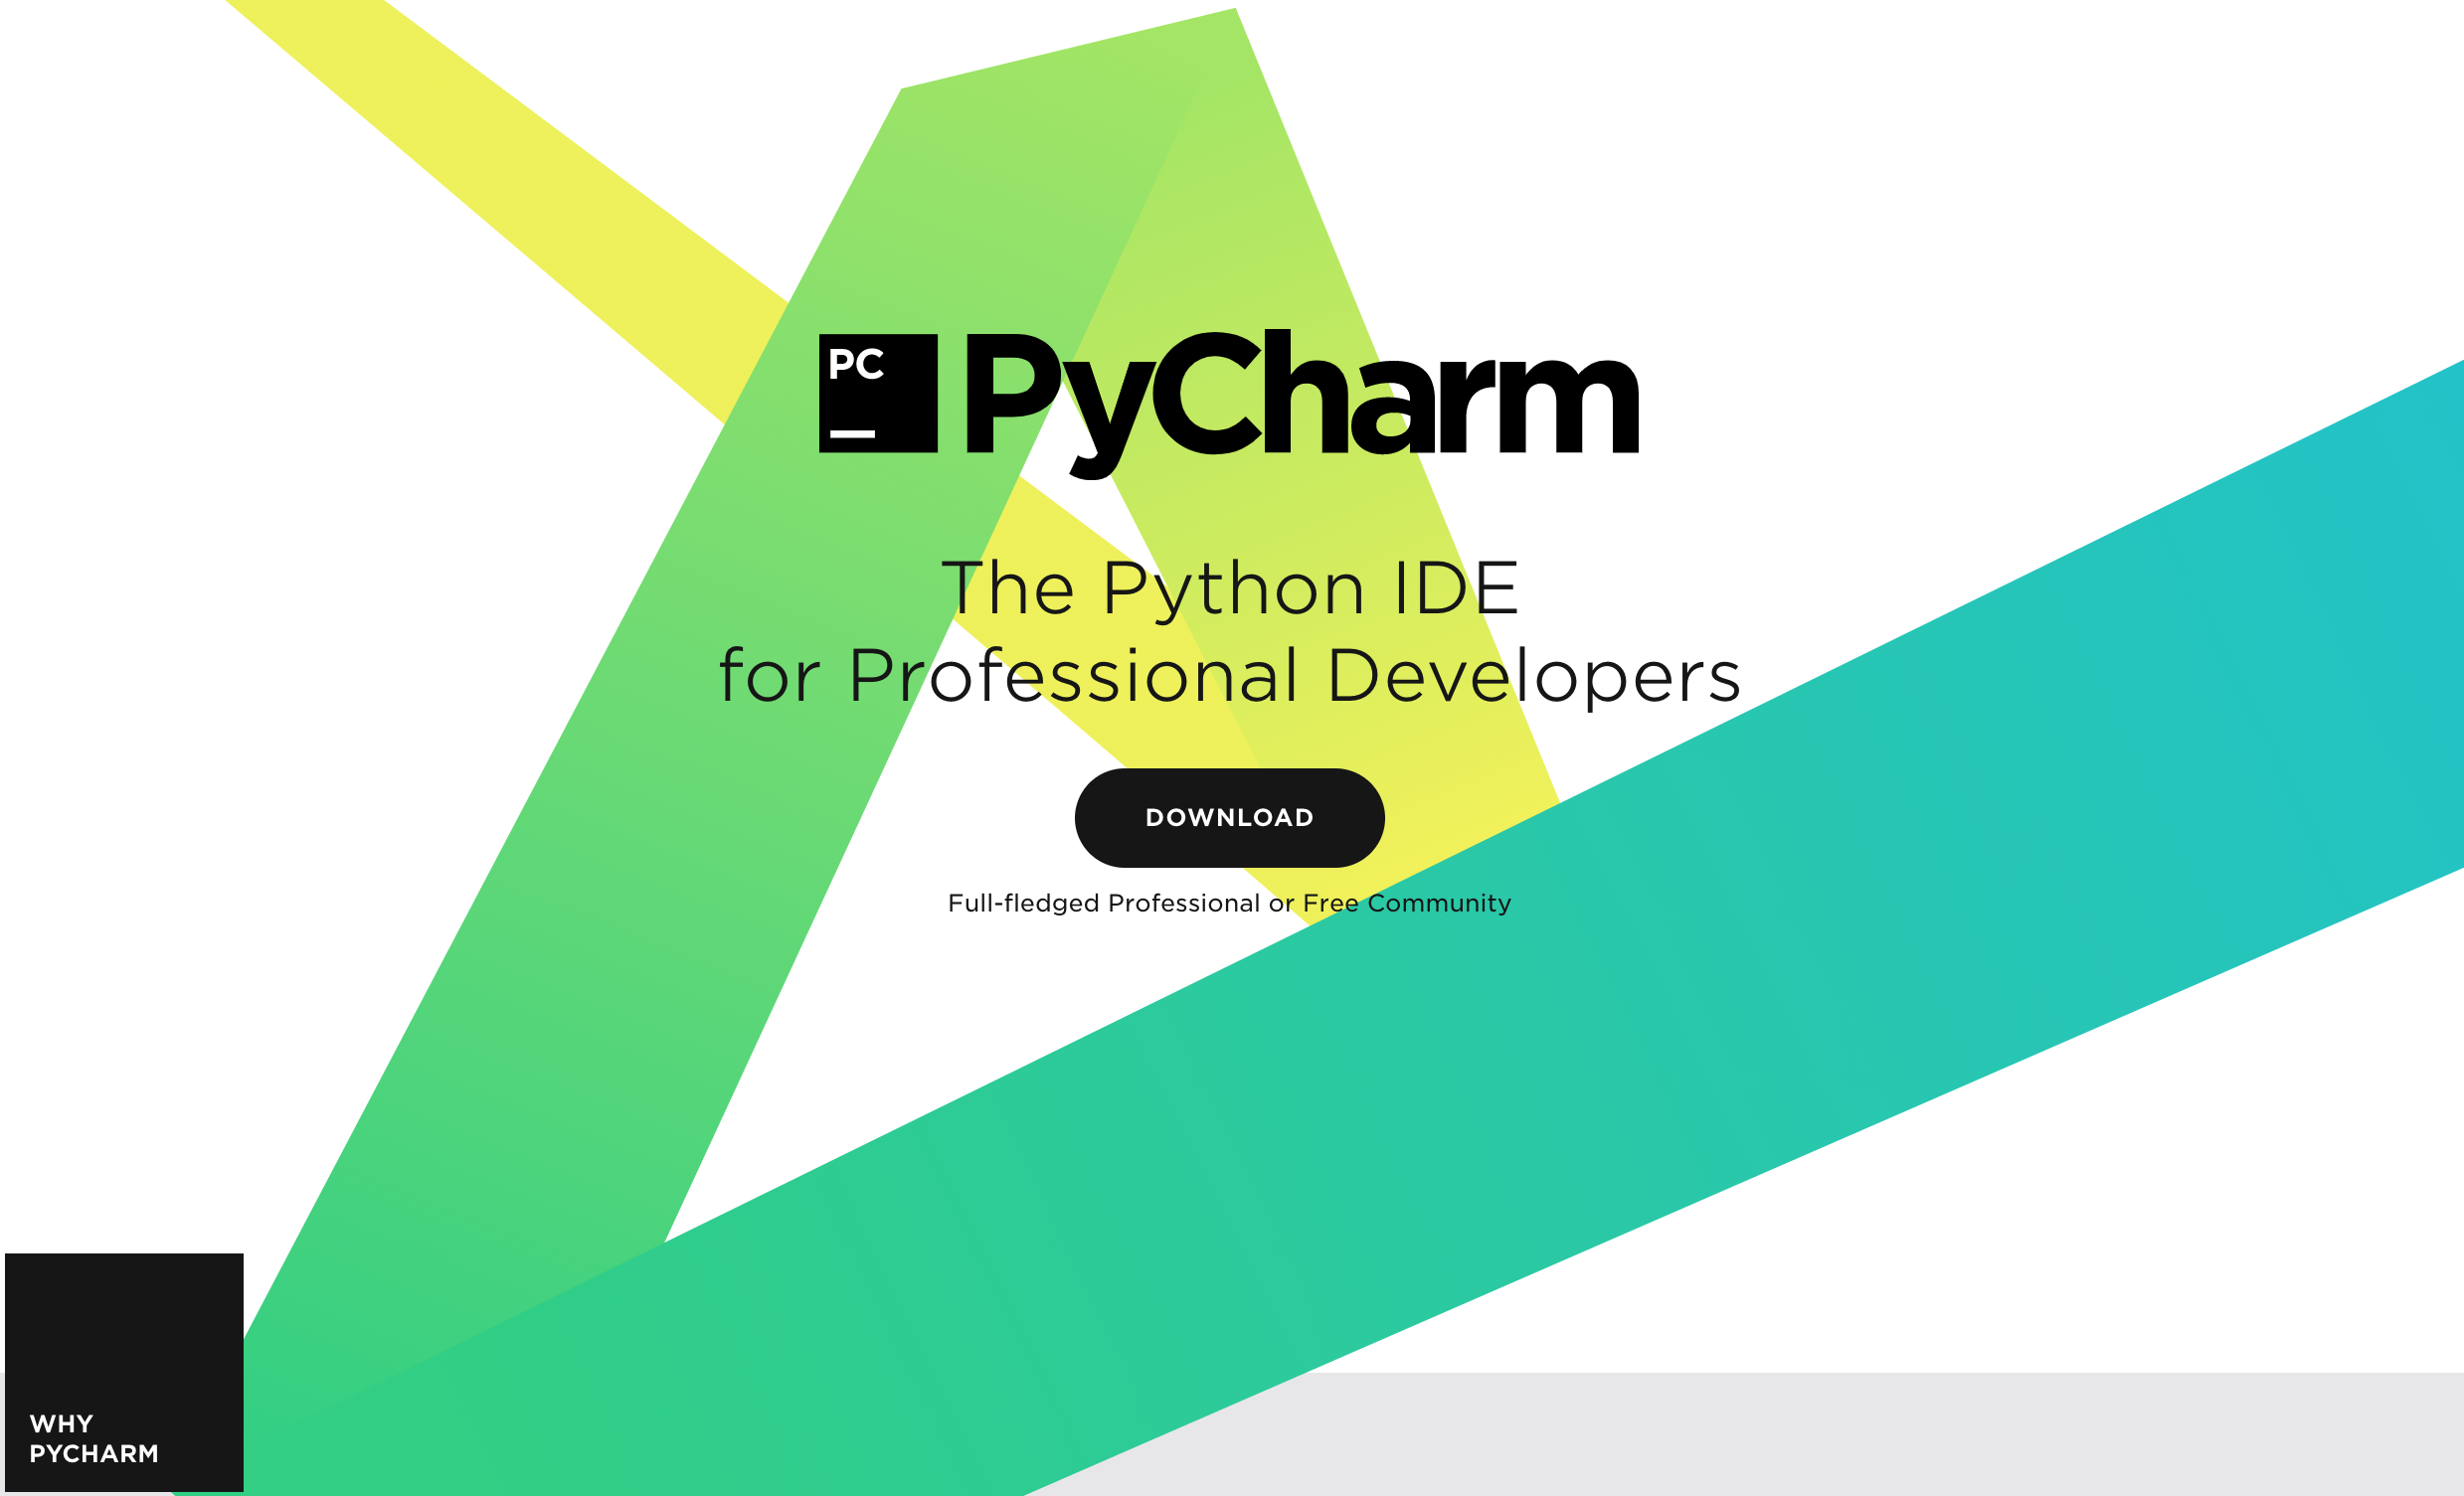 PC
PyCharm
The Python IDE
for Professional Developers
DOWNLOAD
Full-fledged Professional or Free Community
WHY
PYCHARM